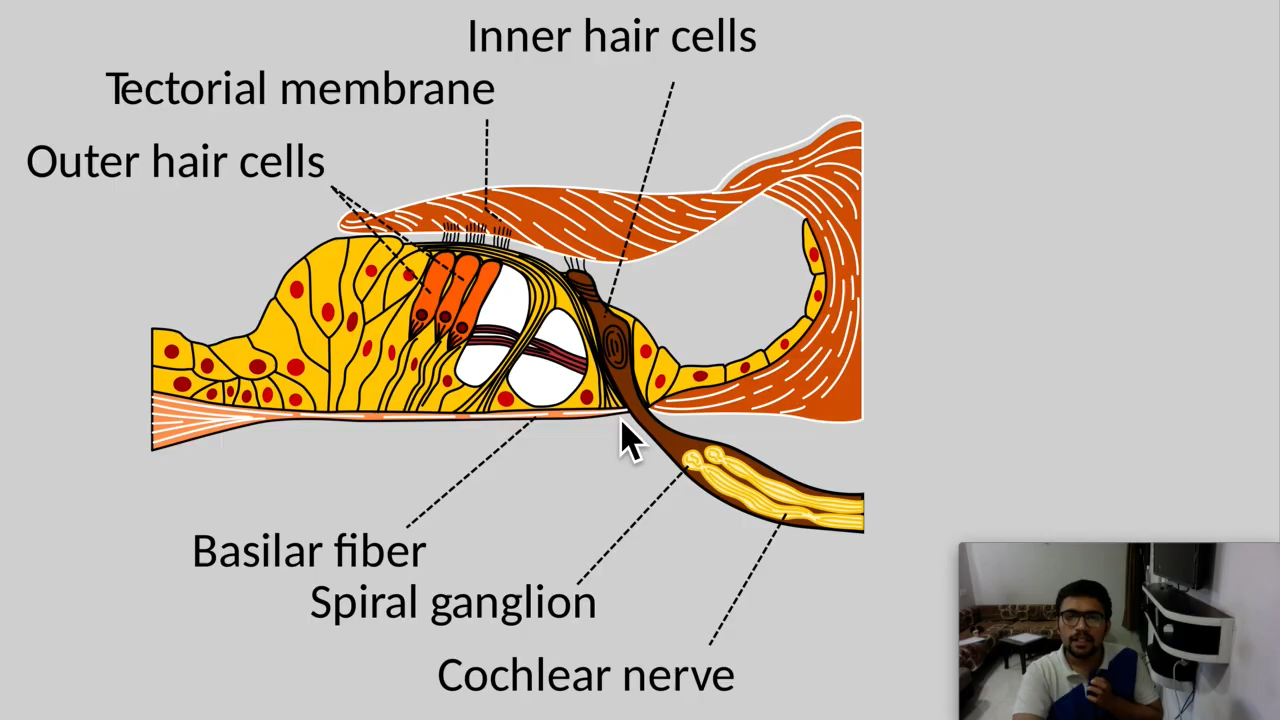 Inner hair cells
Tectorial membrane
Outer hair cells
Basilar fiber
Spiral ganglion
Cochlear nerve